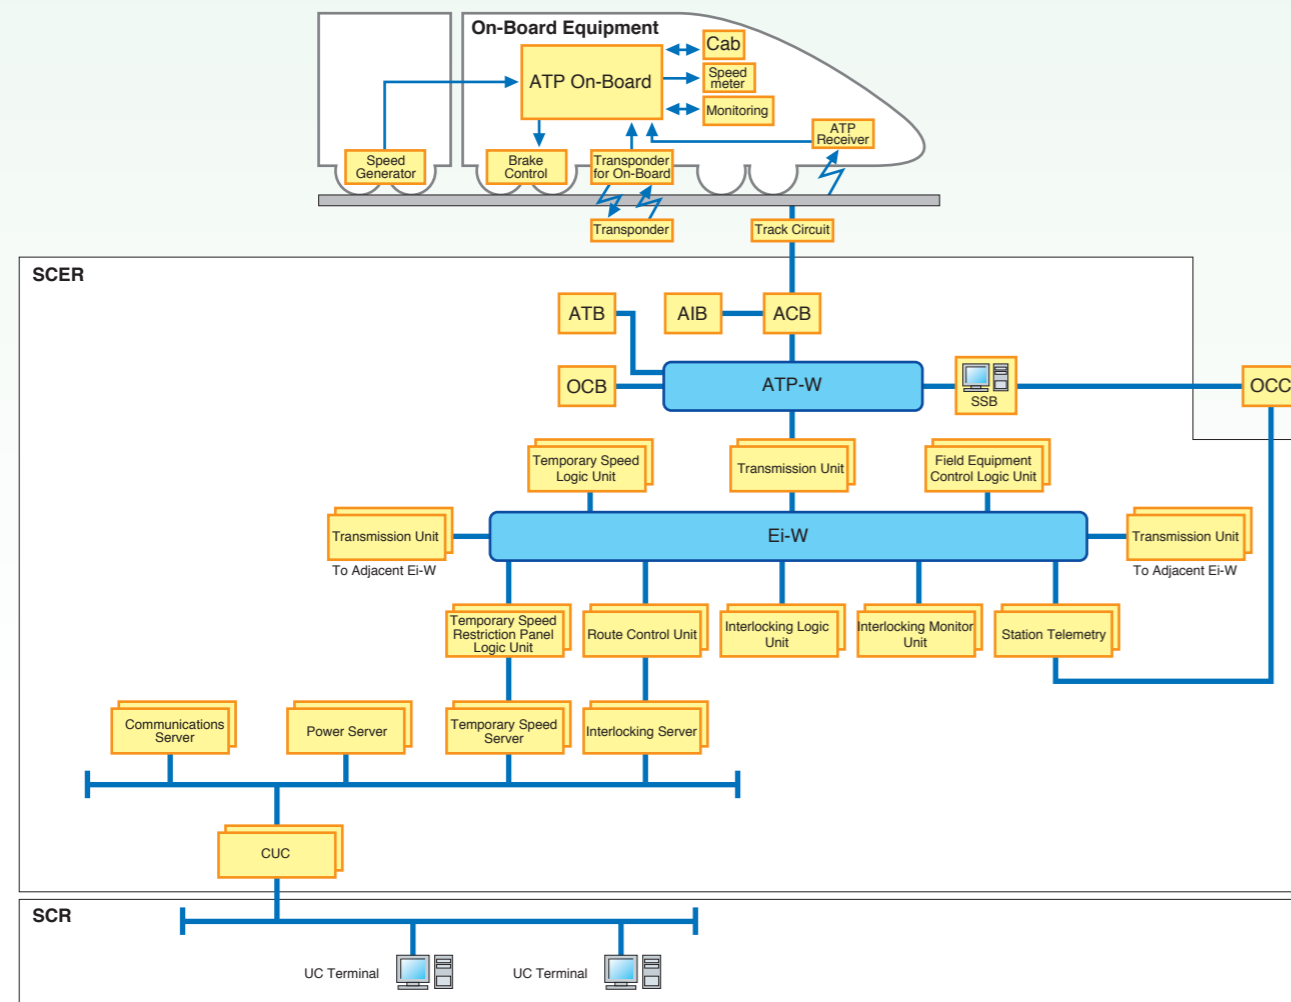 On-Board Equipment
ATP On-Board
Cab
Speed
meter
Monitoring
ATP
Receiver
Speed
Generator
Brake
Control
Transponder
for On-Board
Transponder
Track Circuit
SCER
ATB
AIB
ACB
OCB
ATP-W
SSB
OCC
Temporary Speed
Logic Unit
Transmission Unit
Field Equipment
Control Logic Unit
Transmission Unit
To Adjacent Ei-W
Ei-W
Transmission Unit
To Adjacent Ei-W
Temporary Speed
Restriction Panel
Logic Unit
Route Control Unit
Interlocking Logic
Unit
Interlocking Monitor
Unit
Station Telemetry
Communications
Server
Power Server
Temporary Speed
Server
Interlocking Server
CUC
SCR
UC Terminal
UC Terminal